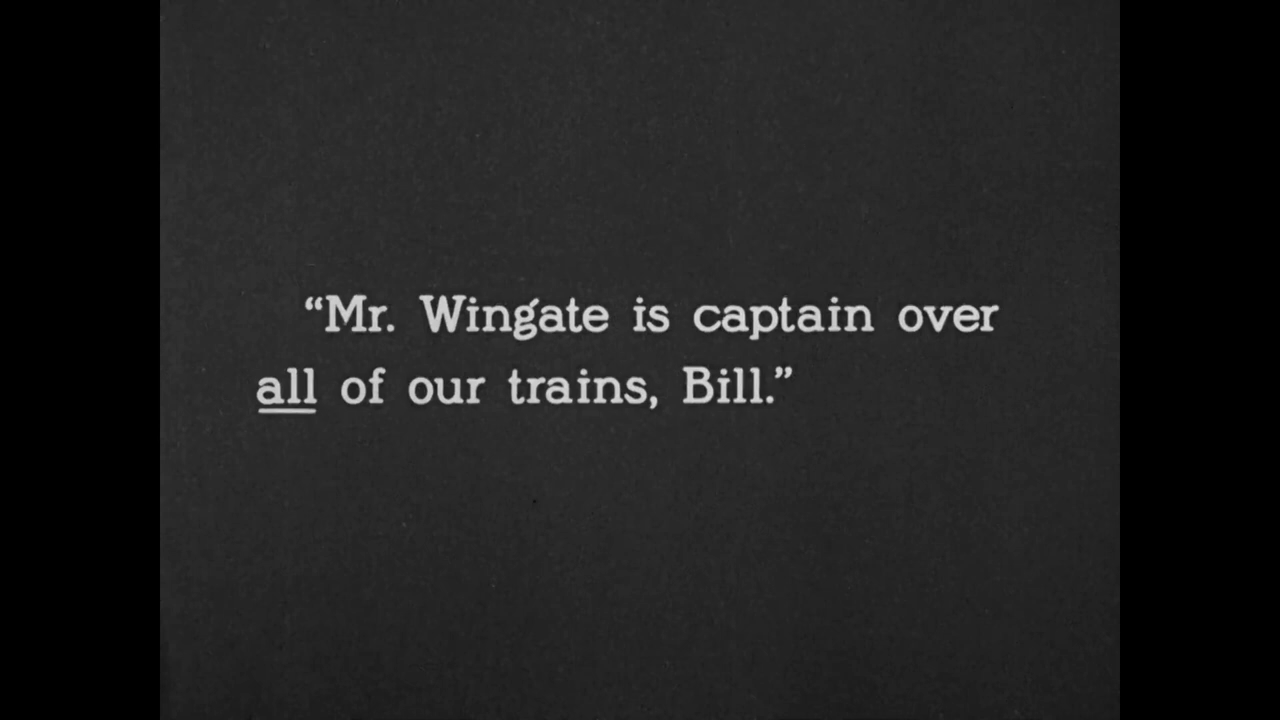 “Mr. Wingate is captain over
all of our trains, Bill.”